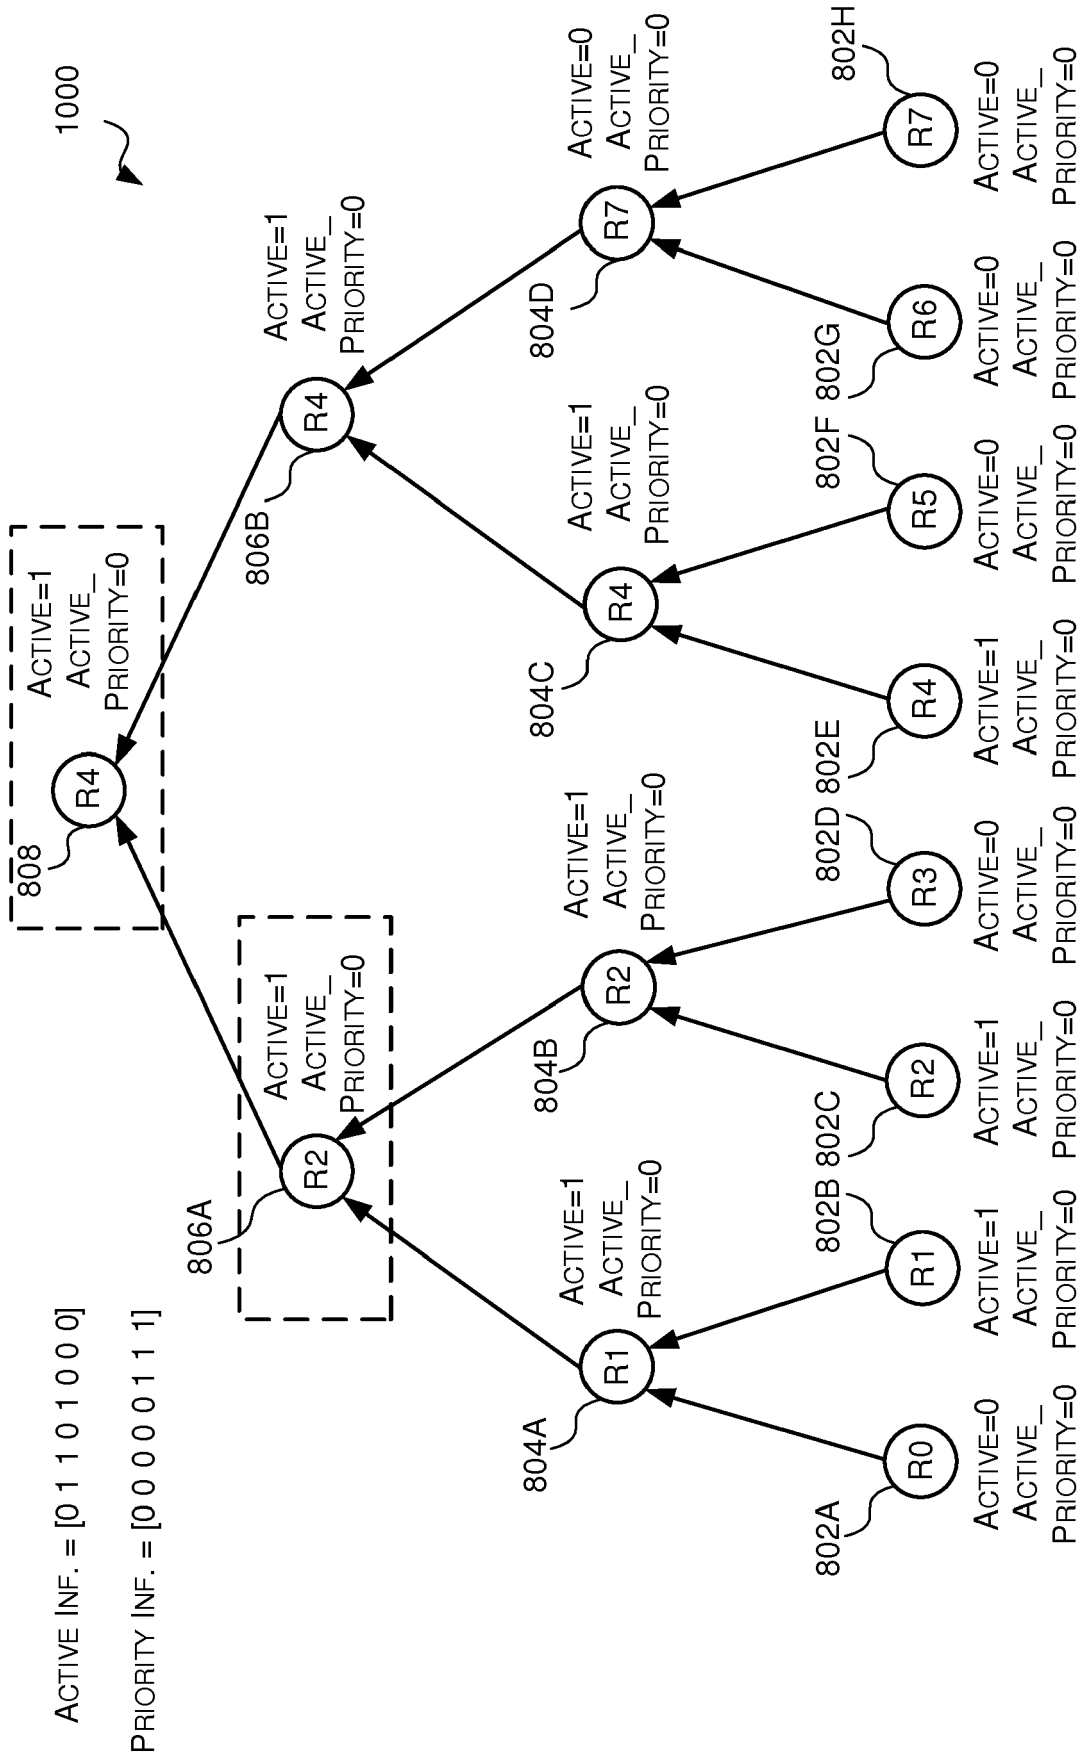 1000
ACTIVE INF. = [0 1 1 0 1 0 0 0]
PRIORITY INF. = [0 0 0 0 0 1 1 1]
808
R4
ACTIVE=1
ACTIVE_
PRIORITY=0
806A
R2
ACTIVE=1
ACTIVE_
PRIORITY=0
806B
R4
ACTIVE=1
ACTIVE_
PRIORITY=0
804A
R1
ACTIVE=1
ACTIVE_
PRIORITY=0
804B
R2
ACTIVE=1
ACTIVE_
PRIORITY=0
804C
R4
ACTIVE=1
ACTIVE_
PRIORITY=0
804D
R7
ACTIVE=0
ACTIVE_
PRIORITY=0
802A
R0
ACTIVE=0
ACTIVE_
PRIORITY=0
802B
R1
ACTIVE=1
ACTIVE_
PRIORITY=0
802C
R2
ACTIVE=1
ACTIVE_
PRIORITY=0
802D
R3
ACTIVE=0
ACTIVE_
PRIORITY=0
802E
R4
ACTIVE=1
ACTIVE_
PRIORITY=0
802F
R5
ACTIVE=0
ACTIVE_
PRIORITY=0
802G
R6
ACTIVE=0
ACTIVE_
PRIORITY=0
802H
R7
ACTIVE=0
ACTIVE_
PRIORITY=0